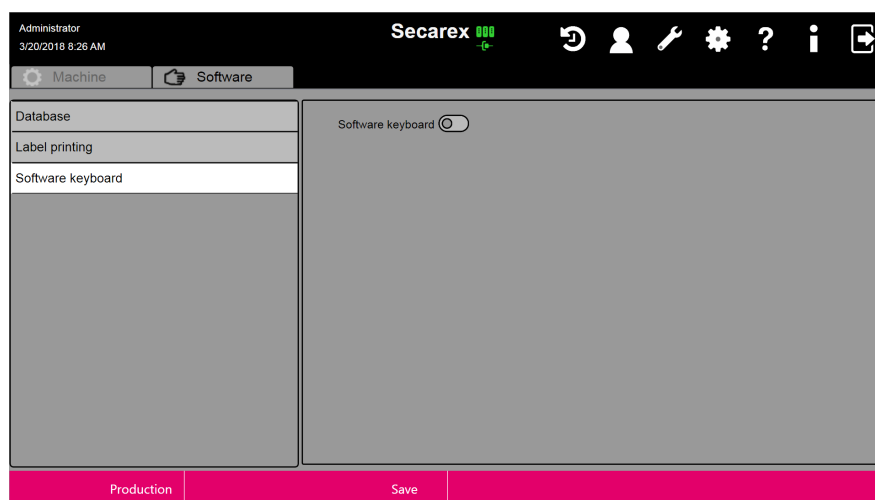 Administrator
3/20/2018 8:26 AM
Secarex
?
i
Machine
Software
Database
Label printing
Software keyboard
Software keyboard
Production
Save